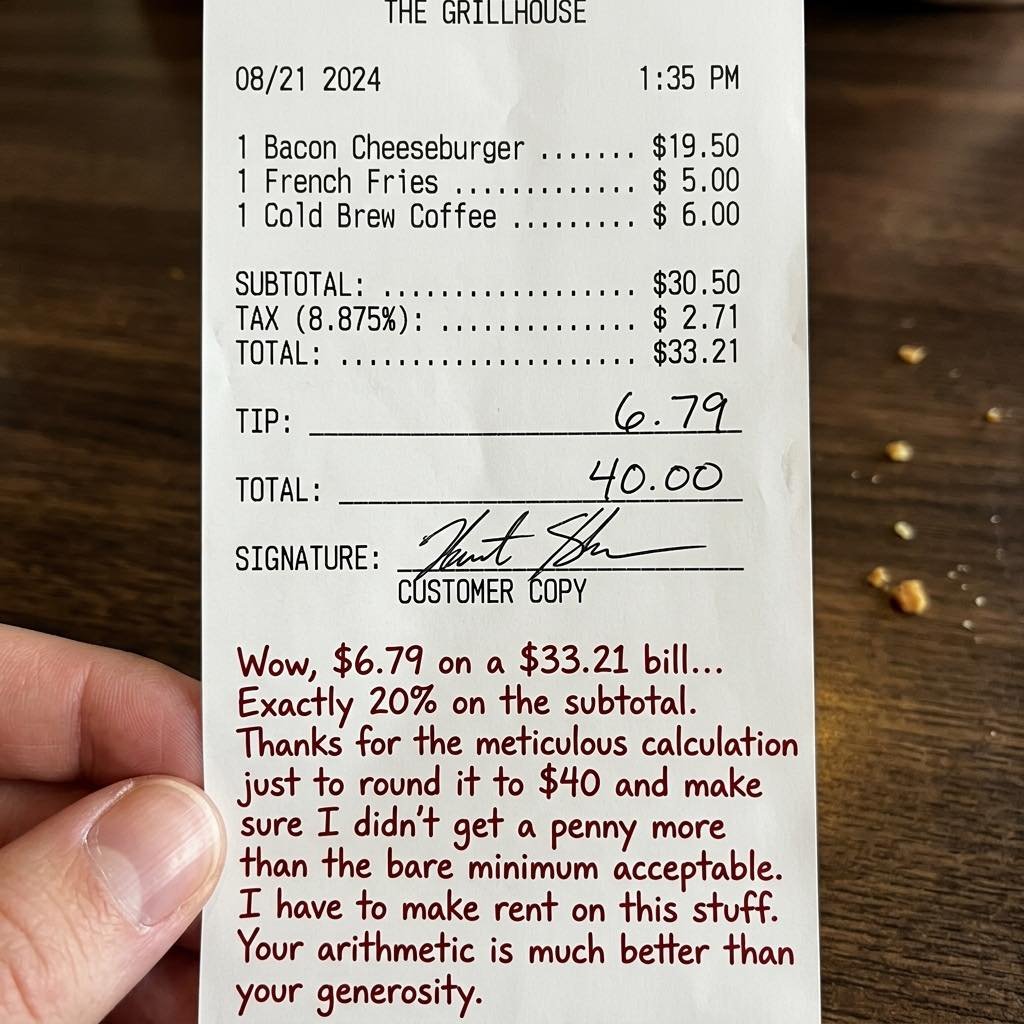 THE GRILLHOUSE
08/21 2024 1:35 PM
1 Bacon Cheeseburger ....... $19.50
1 French Fries ............. $ 5.00
1 Cold Brew Coffee ......... $ 6.00
SUBTOTAL: .................. $30.50
TAX (8.875%): .............. $ 2.71
TOTAL: ..................... $33.21
TIP: 6.79
TOTAL: 40.00
SIGNATURE:
CUSTOMER COPY
Wow, $6.79 on a $33.21 bill...
Exactly 20% on the subtotal.
Thanks for the meticulous calculation
just to round it to $40 and make
sure I didn't get a penny more
than the bare minimum acceptable.
I have to make rent on this stuff.
Your arithmetic is much better than
your generosity.